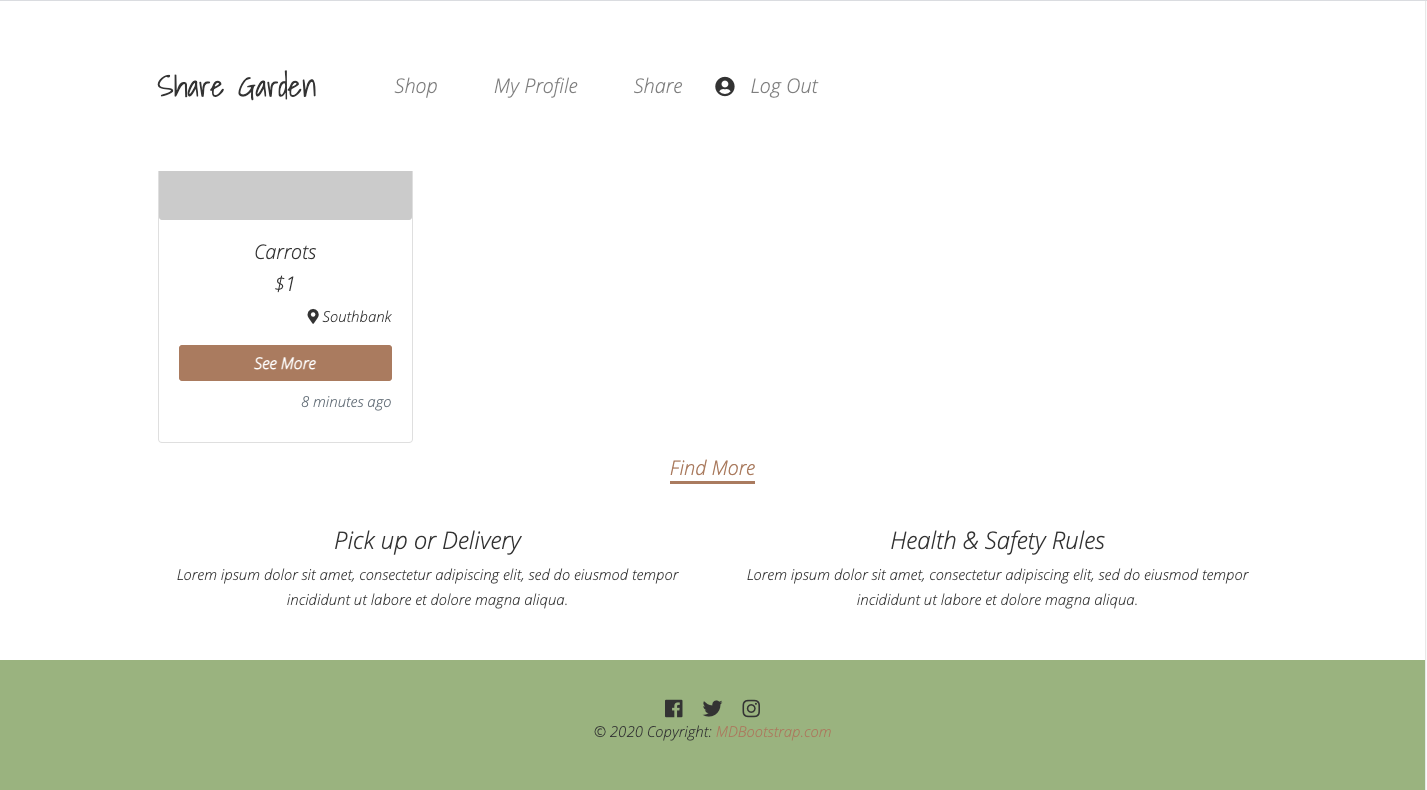 Share Garden Shop My Profile Share Log Out
Carrots
$1
Southbank
See More
8 minutes ago
Find More
Pick up or Delivery
Lorem ipsum dolor sit amet, consectetur adipiscing elit, sed do eiusmod tempor
incididunt ut labore et dolore magna aliqua.
Health & Safety Rules
Lorem ipsum dolor sit amet, consectetur adipiscing elit, sed do eiusmod tempor
incididunt ut labore et dolore magna aliqua.
© 2020 Copyright: MDBootstrap.com